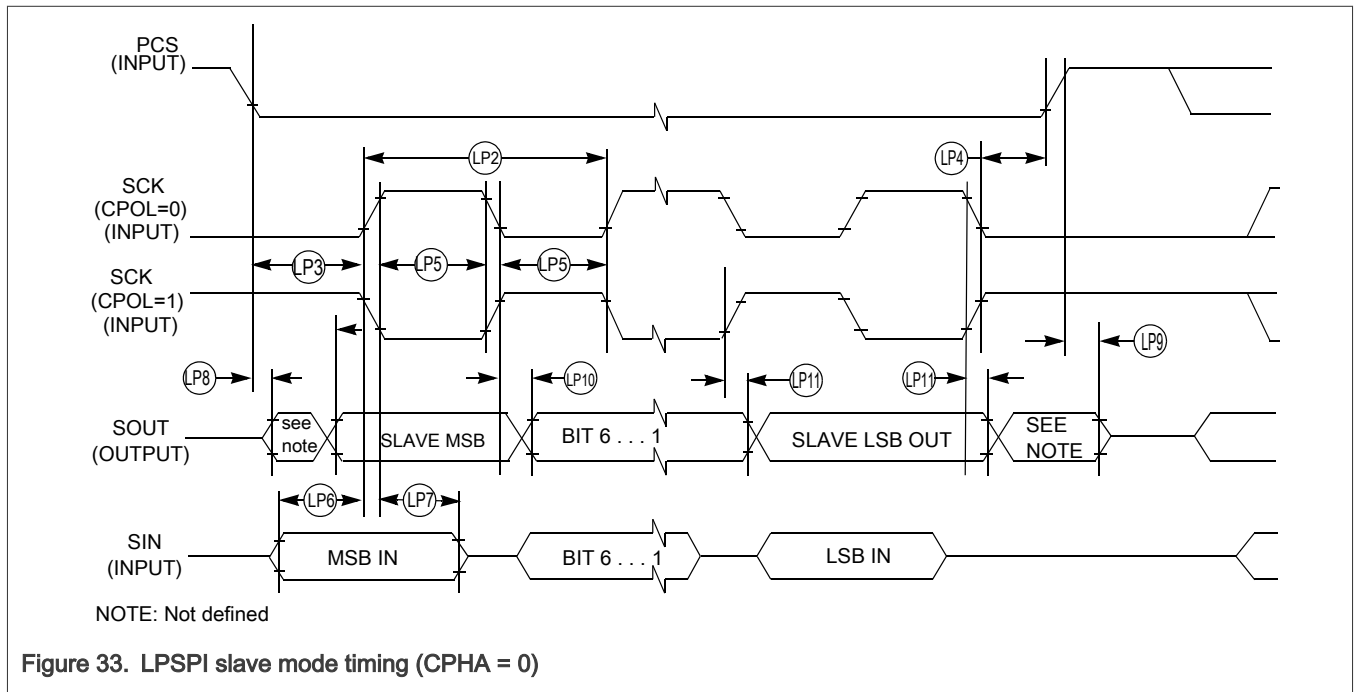 PCS
(INPUT)
LP2
LP4
SCK
(CPOL=0)
(INPUT)
LP3
LP5
LP5
SCK
(CPOL=1)
(INPUT)
LP9
LP8
LP10
LP11
LP11
SOUT
(OUTPUT)
see
note
SLAVE MSB
BIT 6 . . . 1
SLAVE LSB OUT
SEE
NOTE
LP6
LP7
SIN
(INPUT)
MSB IN
BIT 6 . . . 1
LSB IN
NOTE: Not defined
Figure 33. LPSPI slave mode timing (CPHA = 0)